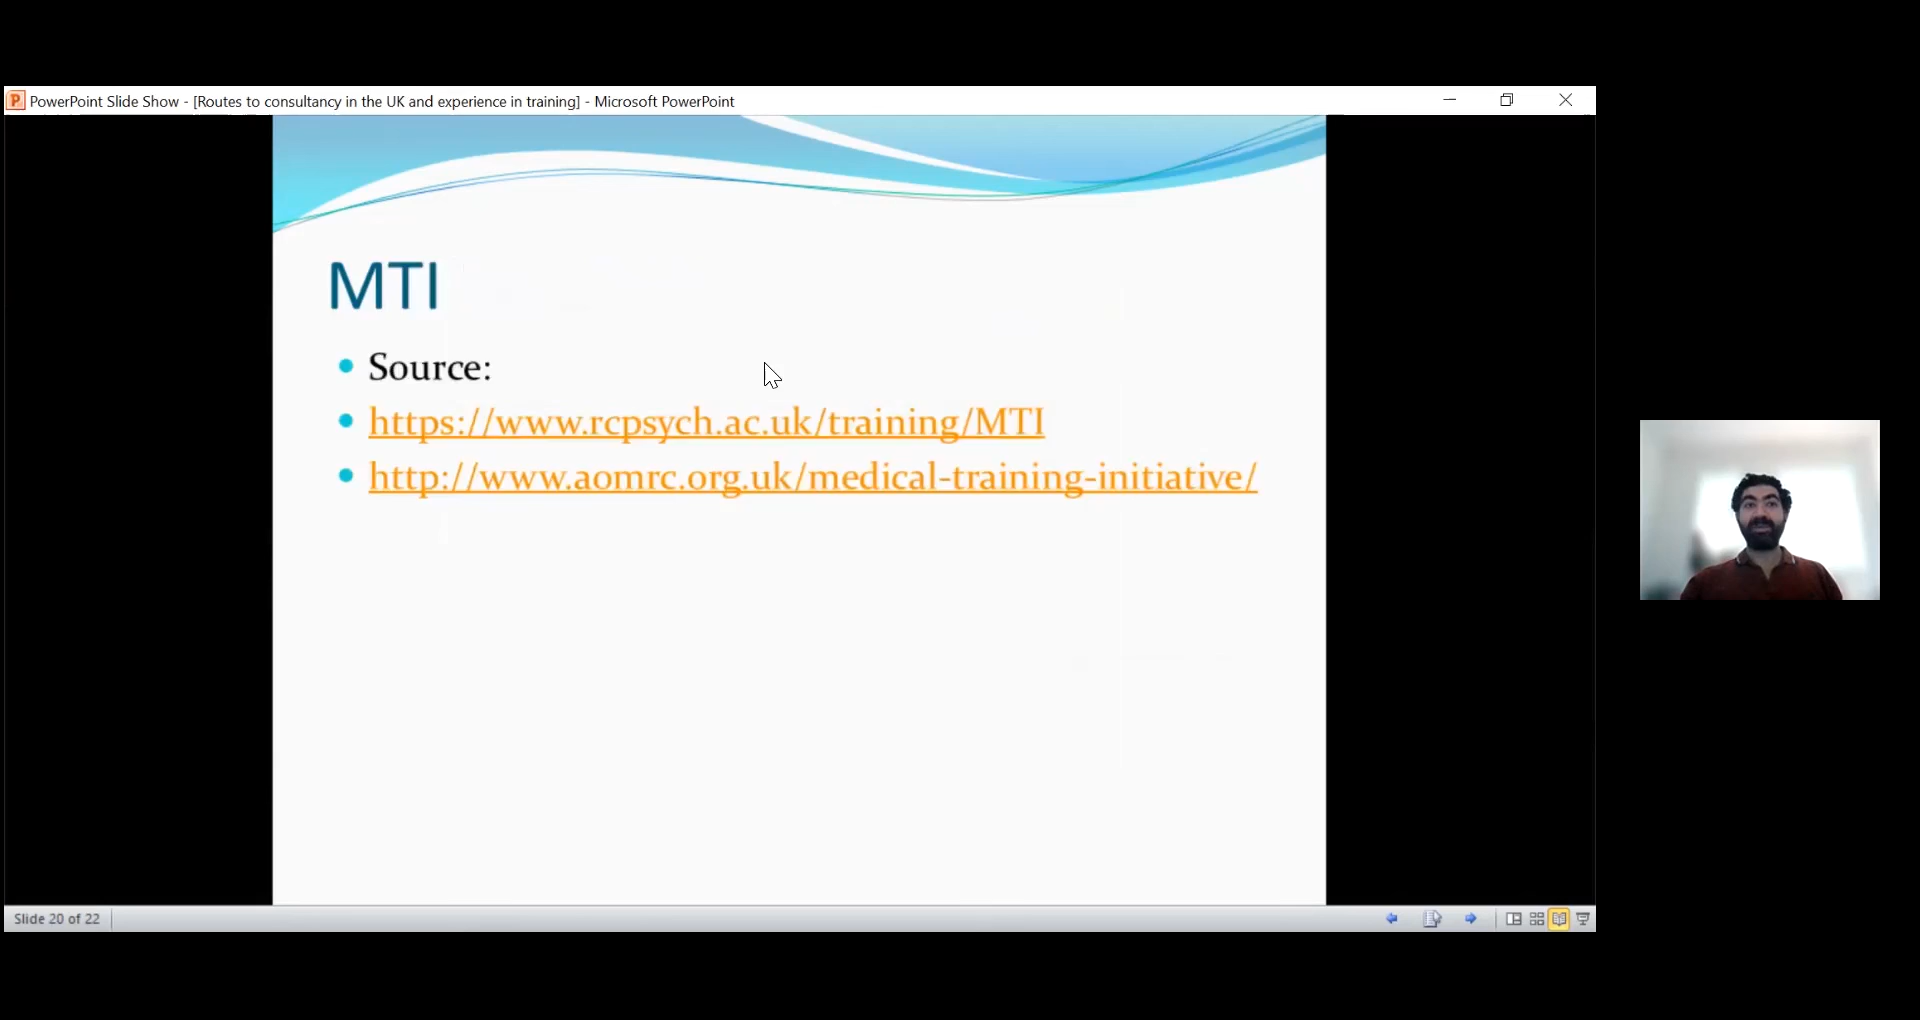 PowerPoint Slide Show - [Routes to consultancy in the UK and experience in training] - Microsoft PowerPoint
MTI
Source:
https://www.rcpsych.ac.uk/training/MTI
http://www.aomrc.org.uk/medical-training-initiative/
Slide 20 of 22